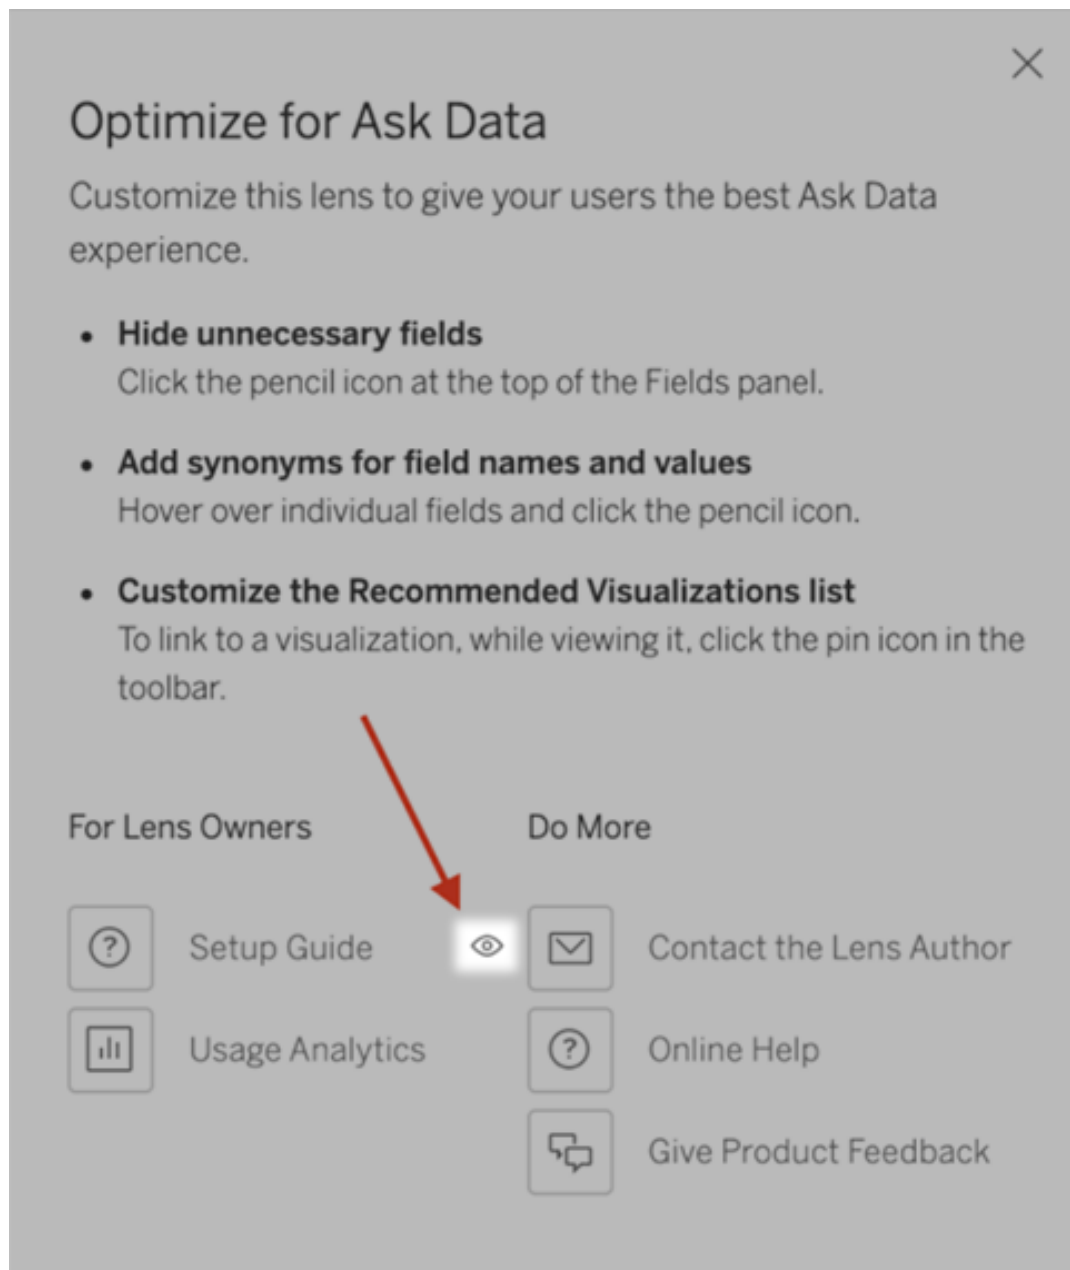 Optimize for Ask Data
Customize this lens to give your users the best Ask Data
experience.
• Hide unnecessary fields
Click the pencil icon at the top of the Fields panel.
• Add synonyms for field names and values
Hover over individual fields and click the pencil icon.
• Customize the Recommended Visualizations list
To link to a visualization, while viewing it, click the pin icon in the
toolbar.
For Lens Owners
Setup Guide
Usage Analytics
Do More
Contact the Lens Author
Online Help
Give Product Feedback